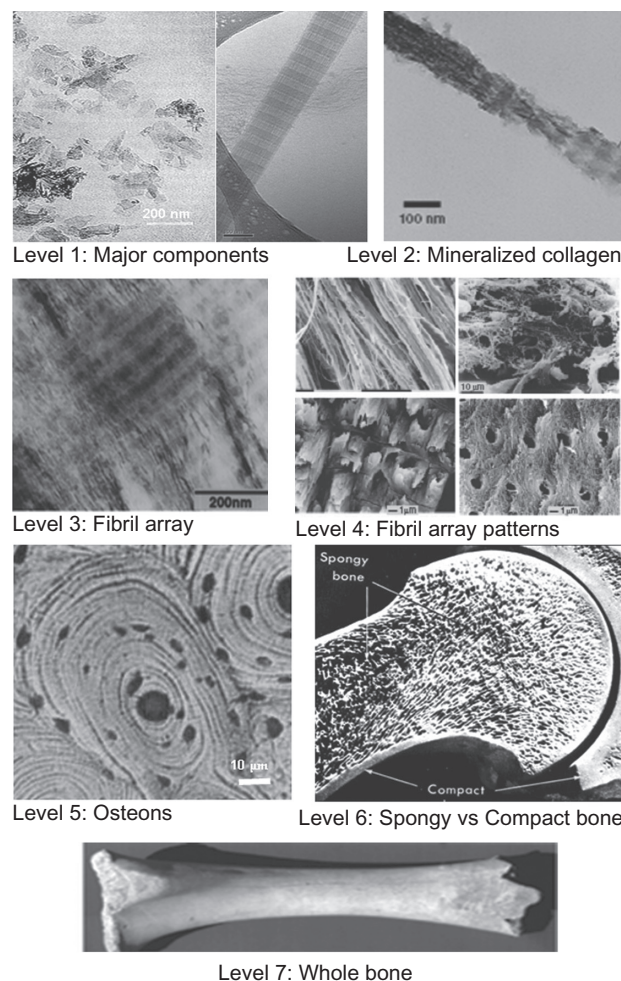 200 nm
100 nm
Level 1: Major components
Level 2: Mineralized collagen
10 µm
200nm
1µm
1µm
Level 3: Fibril array
Level 4: Fibril array patterns
Spongy
bone
10 µm
Compact
Level 5: Osteons
Level 6: Spongy vs Compact bone
Level 7: Whole bone